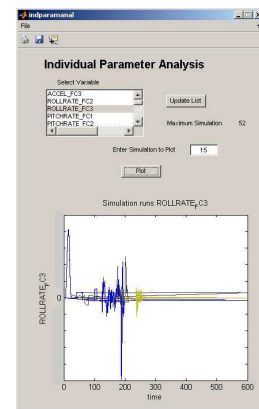 indparamanal
File
Individual Parameter Analysis
Select Variable
ACCEL_FC3
ROLLRATE_FC2
ROLLRATE_FC3
PITCHRATE_FC1
PITCHRATE_FC2
Update List
Maximum Simulation 52
Enter Simulation to Plot 15
Plot
Simulation runs ROLLRATE_FC3
ROLLRATE_FC3
0
0 100 200 300 400 500 600
time